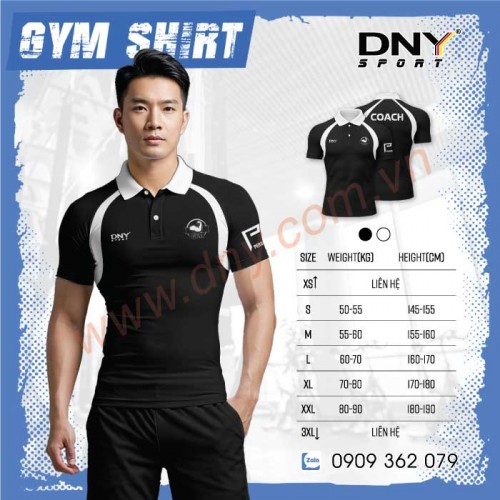 GYM SHIRT
DNY
SPORT
COACH
DNY
SPORT
www.dny.com.vn
SIZE WEIGHT(KG) HEIGHT(CM)
XS↑ LIÊN HỆ
S 50-55 145-155
M 55-60 155-160
L 60-70 160-170
XL 70-80 170-180
XXL 80-90 180-190
3XL↓ LIÊN HỆ
Zalo 0909 362 079